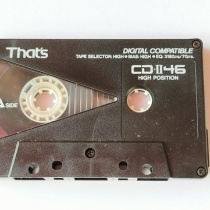 That's
DIGITAL COMPATIBLE
TAPE SELECTOR: HIGH • BIAS: HIGH • EQ: 3180μs/70μs.
CD-II 46
HIGH POSITION
A SIDE